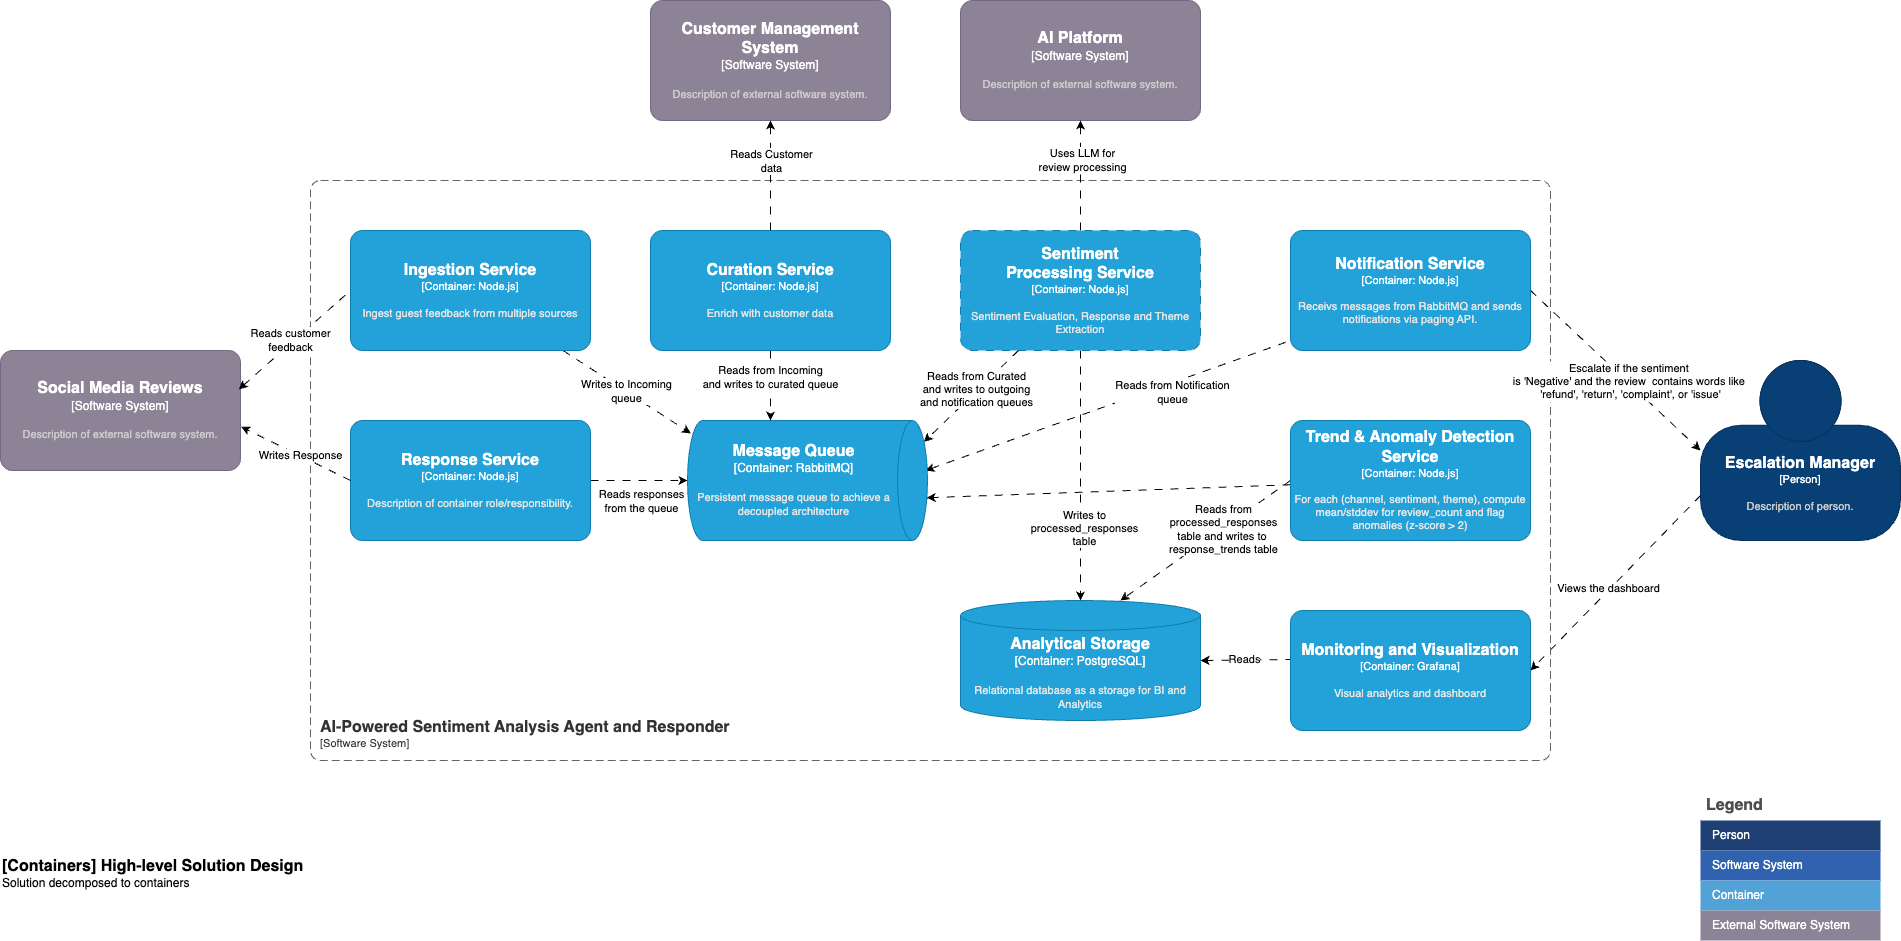 Customer Management
System
[Software System]
Description of external software system.
AI Platform
[Software System]
Description of external software system.
Reads Customer
data
Uses LLM for
review processing
Ingestion Service
[Container: Node.js]
Ingest guest feedback from multiple sources
Curation Service
[Container: Node.js]
Enrich with customer data
Sentiment
Processing Service
[Container: Node.js]
Sentiment Evaluation, Response and Theme
Extraction
Notification Service
[Container: Node.js]
Receivs messages from RabbitMQ and sends
notifications via paging API.
Reads customer
feedback
Social Media Reviews
[Software System]
Description of external software system.
Writes Response
Writes to Incoming
queue
Reads from Incoming
and writes to curated queue
Reads from Curated
and writes to outgoing
and notification queues
Reads from Notification
queue
Escalate if the sentiment
is 'Negative' and the review contains words like
'refund', 'return', 'complaint', or 'issue'
Response Service
[Container: Node.js]
Description of container role/responsibility.
Reads responses
from the queue
Message Queue
[Container: RabbitMQ]
Persistent message queue to achieve a
decoupled architecture
Trend & Anomaly Detection
Service
[Container: Node.js]
For each (channel, sentiment, theme), compute
mean/stddev for review_count and flag
anomalies (z-score > 2)
Escalation Manager
[Person]
Description of person.
Writes to
processed_responses
table
Reads from
processed_responses
table and writes to
response_trends table
Views the dashboard
Analytical Storage
[Container: PostgreSQL]
Relational database as a storage for BI and
Analytics
Reads
Monitoring and Visualization
[Container: Grafana]
Visual analytics and dashboard
AI-Powered Sentiment Analysis Agent and Responder
[Software System]
[Containers] High-level Solution Design
Solution decomposed to containers
Legend
Person
Software System
Container
External Software System